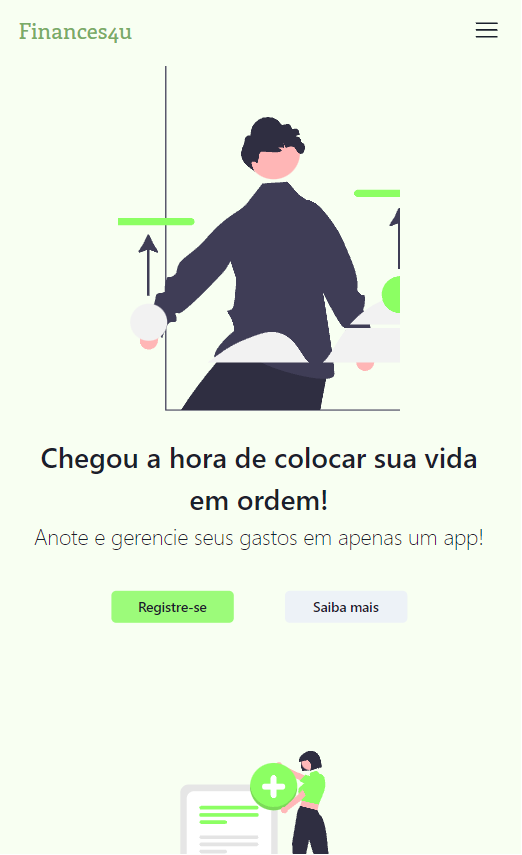 Finances4u
Chegou a hora de colocar sua vida
em ordem!
Anote e gerencie seus gastos em apenas um app!
Registre-se
Saiba mais